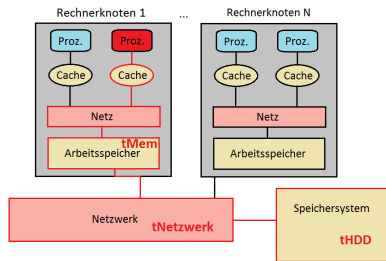 Rechnerknoten 1 ... Rechnerknoten N
Proz. Proz. Proz. Proz.
Cache Cache Cache Cache
Netz Netz
tMem
Arbeitsspeicher Arbeitsspeicher
Netzwerk tNetzwerk
Speichersystem
tHDD